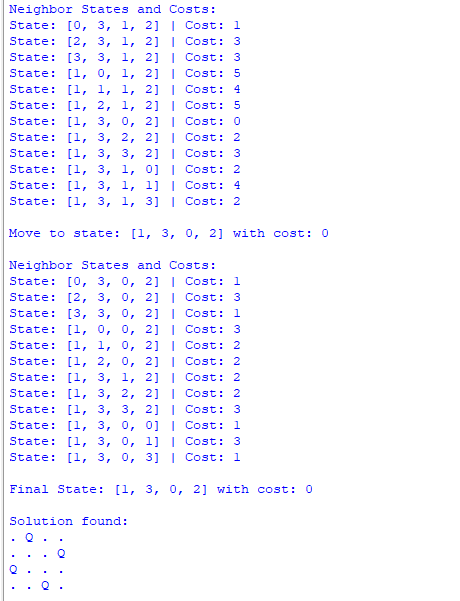 Neighbor States and Costs:
State: [0, 3, 1, 2] | Cost: 1
State: [2, 3, 1, 2] | Cost: 3
State: [3, 3, 1, 2] | Cost: 3
State: [1, 0, 1, 2] | Cost: 5
State: [1, 1, 1, 2] | Cost: 4
State: [1, 2, 1, 2] | Cost: 5
State: [1, 3, 0, 2] | Cost: 0
State: [1, 3, 2, 2] | Cost: 2
State: [1, 3, 3, 2] | Cost: 3
State: [1, 3, 1, 0] | Cost: 2
State: [1, 3, 1, 1] | Cost: 4
State: [1, 3, 1, 3] | Cost: 2

Move to state: [1, 3, 0, 2] with cost: 0

Neighbor States and Costs:
State: [0, 3, 0, 2] | Cost: 1
State: [2, 3, 0, 2] | Cost: 3
State: [3, 3, 0, 2] | Cost: 1
State: [1, 0, 0, 2] | Cost: 3
State: [1, 1, 0, 2] | Cost: 2
State: [1, 2, 0, 2] | Cost: 2
State: [1, 3, 1, 2] | Cost: 2
State: [1, 3, 2, 2] | Cost: 2
State: [1, 3, 3, 2] | Cost: 3
State: [1, 3, 0, 0] | Cost: 1
State: [1, 3, 0, 1] | Cost: 3
State: [1, 3, 0, 3] | Cost: 1

Final State: [1, 3, 0, 2] with cost: 0

Solution found:
. Q . .
. . . Q
Q . . .
. . Q .